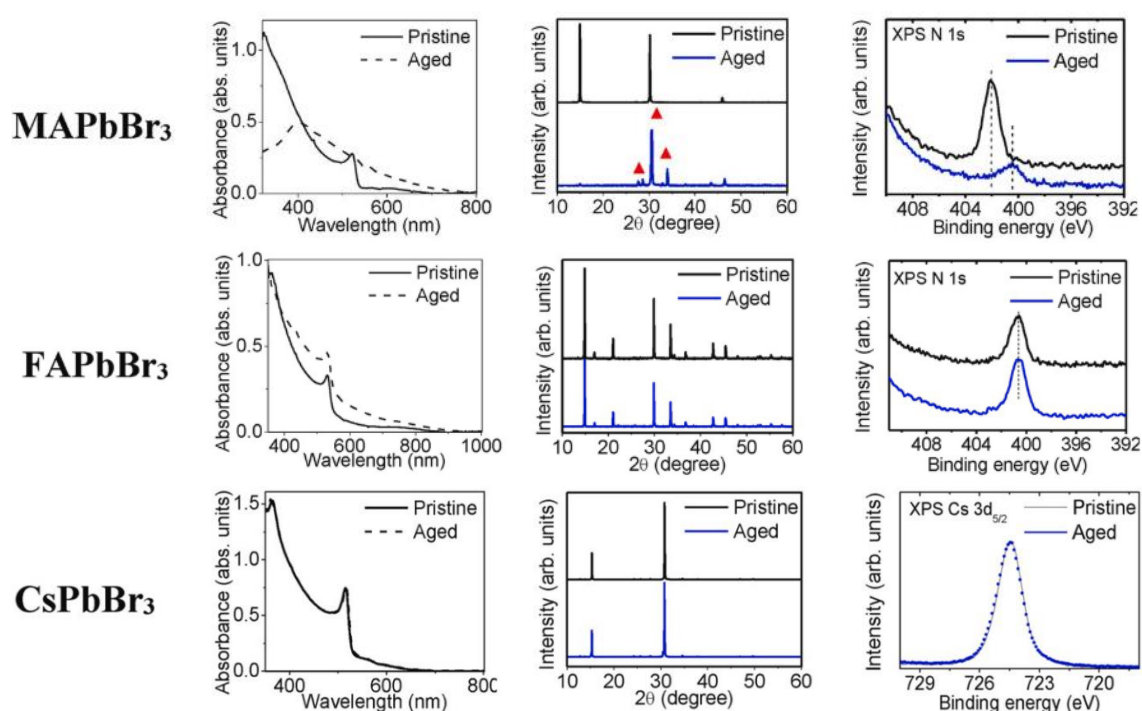 MAPbBr₃
Absorbance (abs. units)
1.0
0.5
0.0
Pristine
Aged
400 600 800
Wavelength (nm)
Intensity (arb. units)
Pristine
Aged
10 20 30 40 50 60
2θ (degree)
Intensity (arb. units)
XPS N 1s
Pristine
Aged
408 404 400 396 392
Binding energy (eV)
FAPbBr₃
Absorbance (abs. units)
1.0
0.5
0.0
Pristine
Aged
400 600 800 1000
Wavelength (nm)
Intensity (arb. units)
Pristine
Aged
10 20 30 40 50 60
2θ (degree)
Intensity (arb. units)
XPS N 1s
Pristine
Aged
408 404 400 396 392
Binding energy (eV)
CsPbBr₃
Absorbance (abs. units)
1.5
1.0
0.5
0.0
Pristine
Aged
400 600 800
Wavelength (nm)
Intensity (arb. units)
Pristine
Aged
10 20 30 40 50 60
2θ (degree)
Intensity (arb. units)
XPS Cs 3d₅/₂
Pristine
Aged
729 726 723 720
Binding energy (eV)